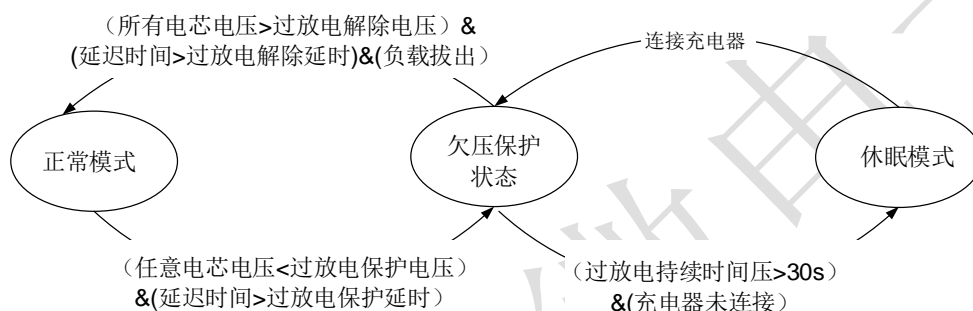 （所有电芯电压>过放电解除电压）&
(延迟时间>过放电解除延时)&(负载拔出）
连接充电器
正常模式
欠压保护
状态
休眠模式
（任意电芯电压<过放电保护电压）
&(延迟时间>过放电保护延时）
（过放电持续时间压>30s）
&(充电器未连接）